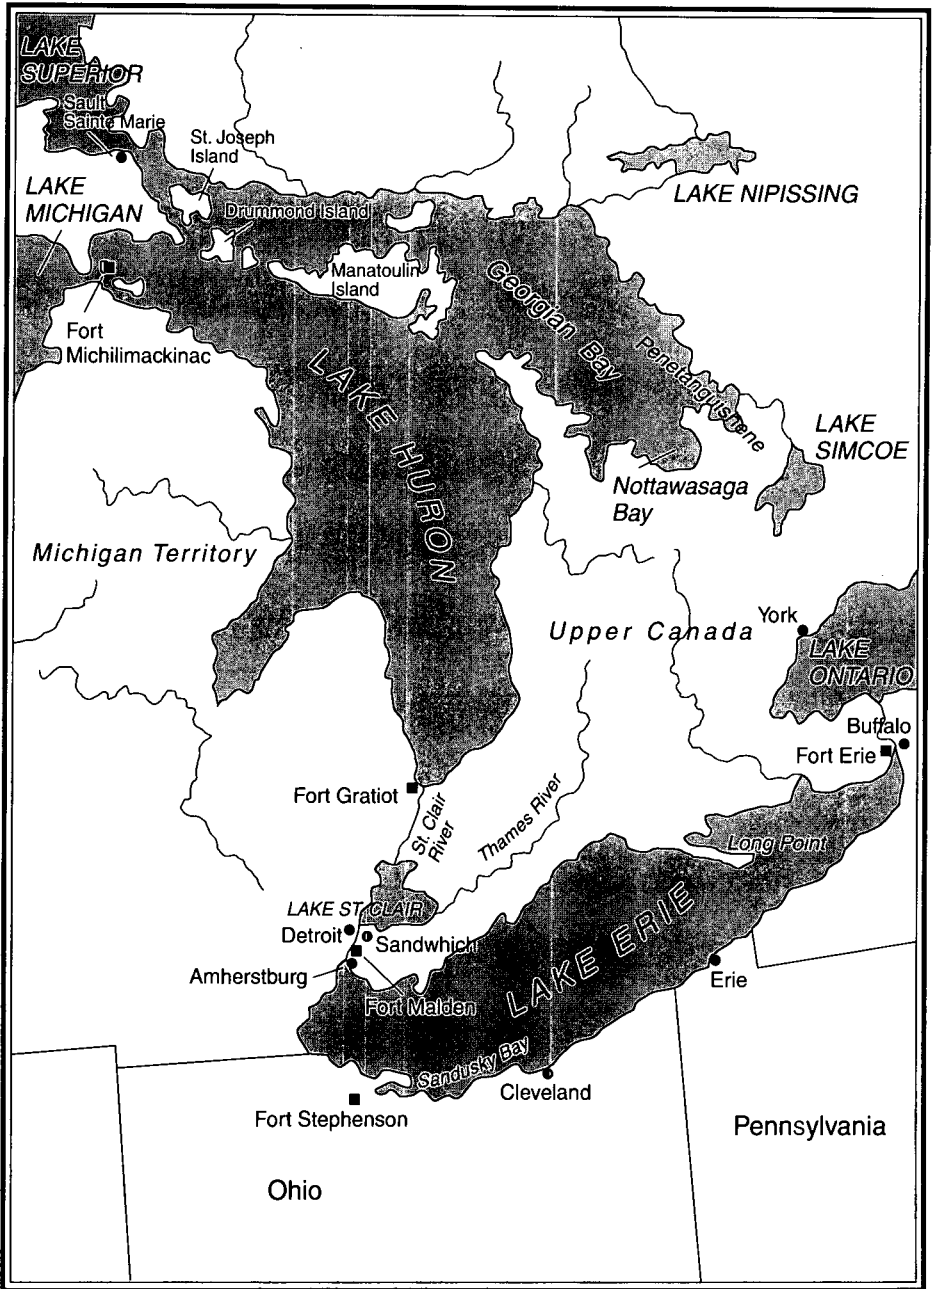 LAKE
SUPERIOR
Sault
Sainte Marie
St. Joseph
Island
LAKE
MICHIGAN
Drummond Island
LAKE NIPISSING
Manatoulin
Island
Georgian Bay
Fort
Michilimackinac
Penetanguishene
LAKE HURON
LAKE
SIMCOE
Nottawasaga
Bay
Michigan Territory
Upper Canada
York
LAKE
ONTARIO
Buffalo
Fort Erie
Fort Gratiot
St. Clair
River
Thames River
Long Point
LAKE ST. CLAIR
Detroit
Sandwhich
Amherstburg
Fort Malden
LAKE ERIE
Erie
Sandusky Bay
Cleveland
Fort Stephenson
Pennsylvania
Ohio